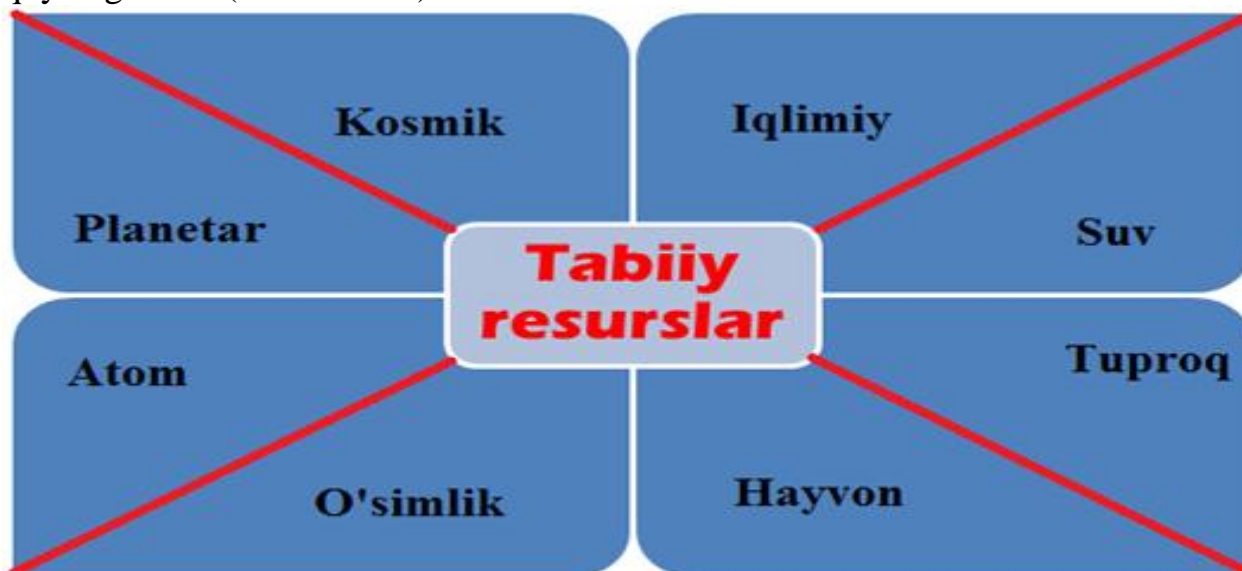 Kosmik
Iqlimiy
Planetar
Suv
Tabiiy
resurslar
Atom
Tuproq
O'simlik
Hayvon